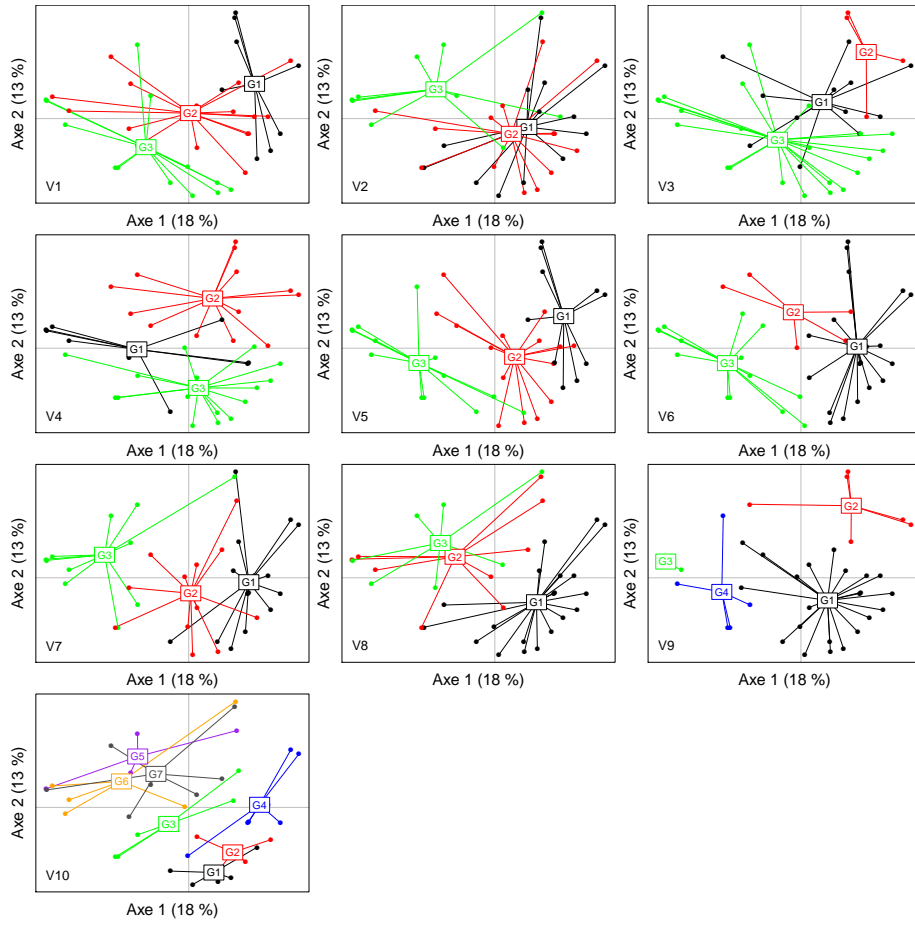 Axe 2 (13 %)
G1
G2
G3
V1
Axe 1 (18 %)
Axe 2 (13 %)
G3
G1
G2
V2
Axe 1 (18 %)
Axe 2 (13 %)
G2
G1
G3
V3
Axe 1 (18 %)
Axe 2 (13 %)
G2
G1
G3
V4
Axe 1 (18 %)
Axe 2 (13 %)
G1
G2
G3
V5
Axe 1 (18 %)
Axe 2 (13 %)
G2
G1
G3
V6
Axe 1 (18 %)
Axe 2 (13 %)
G3
G1
G2
V7
Axe 1 (18 %)
Axe 2 (13 %)
G3
G2
G1
V8
Axe 1 (18 %)
Axe 2 (13 %)
G2
G3
G4
G1
V9
Axe 1 (18 %)
Axe 2 (13 %)
G5
G7
G6
G4
G3
G2
G1
V10
Axe 1 (18 %)